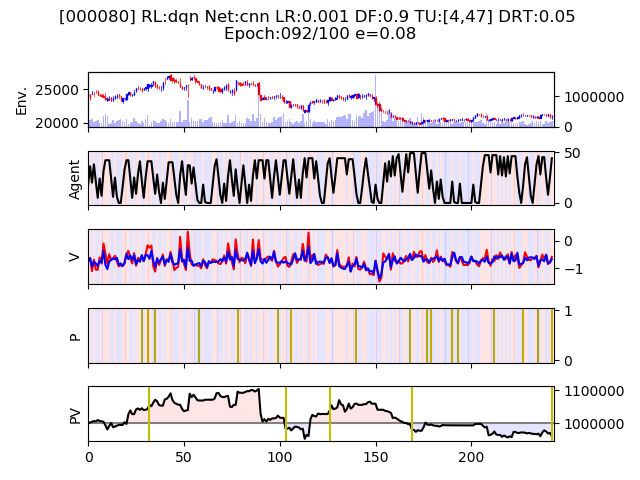 [000080] RL:dqn Net:cnn LR:0.001 DF:0.9 TU:[4,47] DRT:0.05
Epoch:092/100 e=0.08
Env.
25000
20000
1000000
0
Agent
50
0
V
0
−1
P
1
0
PV
1100000
1000000
0 50 100 150 200